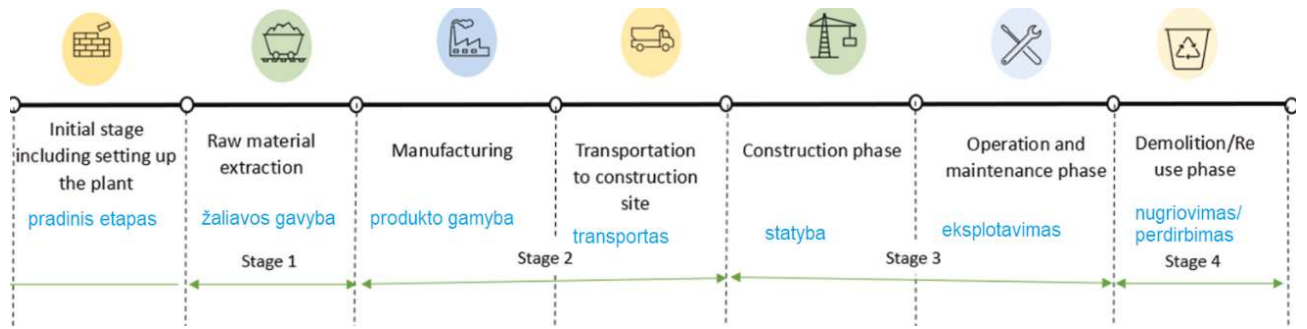 Initial stage
including setting up
the plant
pradinis etapas
Raw material
extraction
žaliavos gavyba
Manufacturing
produkto gamyba
Transportation
to construction
site
transportas
Construction phase
statyba
Operation and
maintenance phase
eksplotavimas
Demolition/Re
use phase
nugriovimas/
perdirbimas
Stage 1
Stage 2
Stage 3
Stage 4